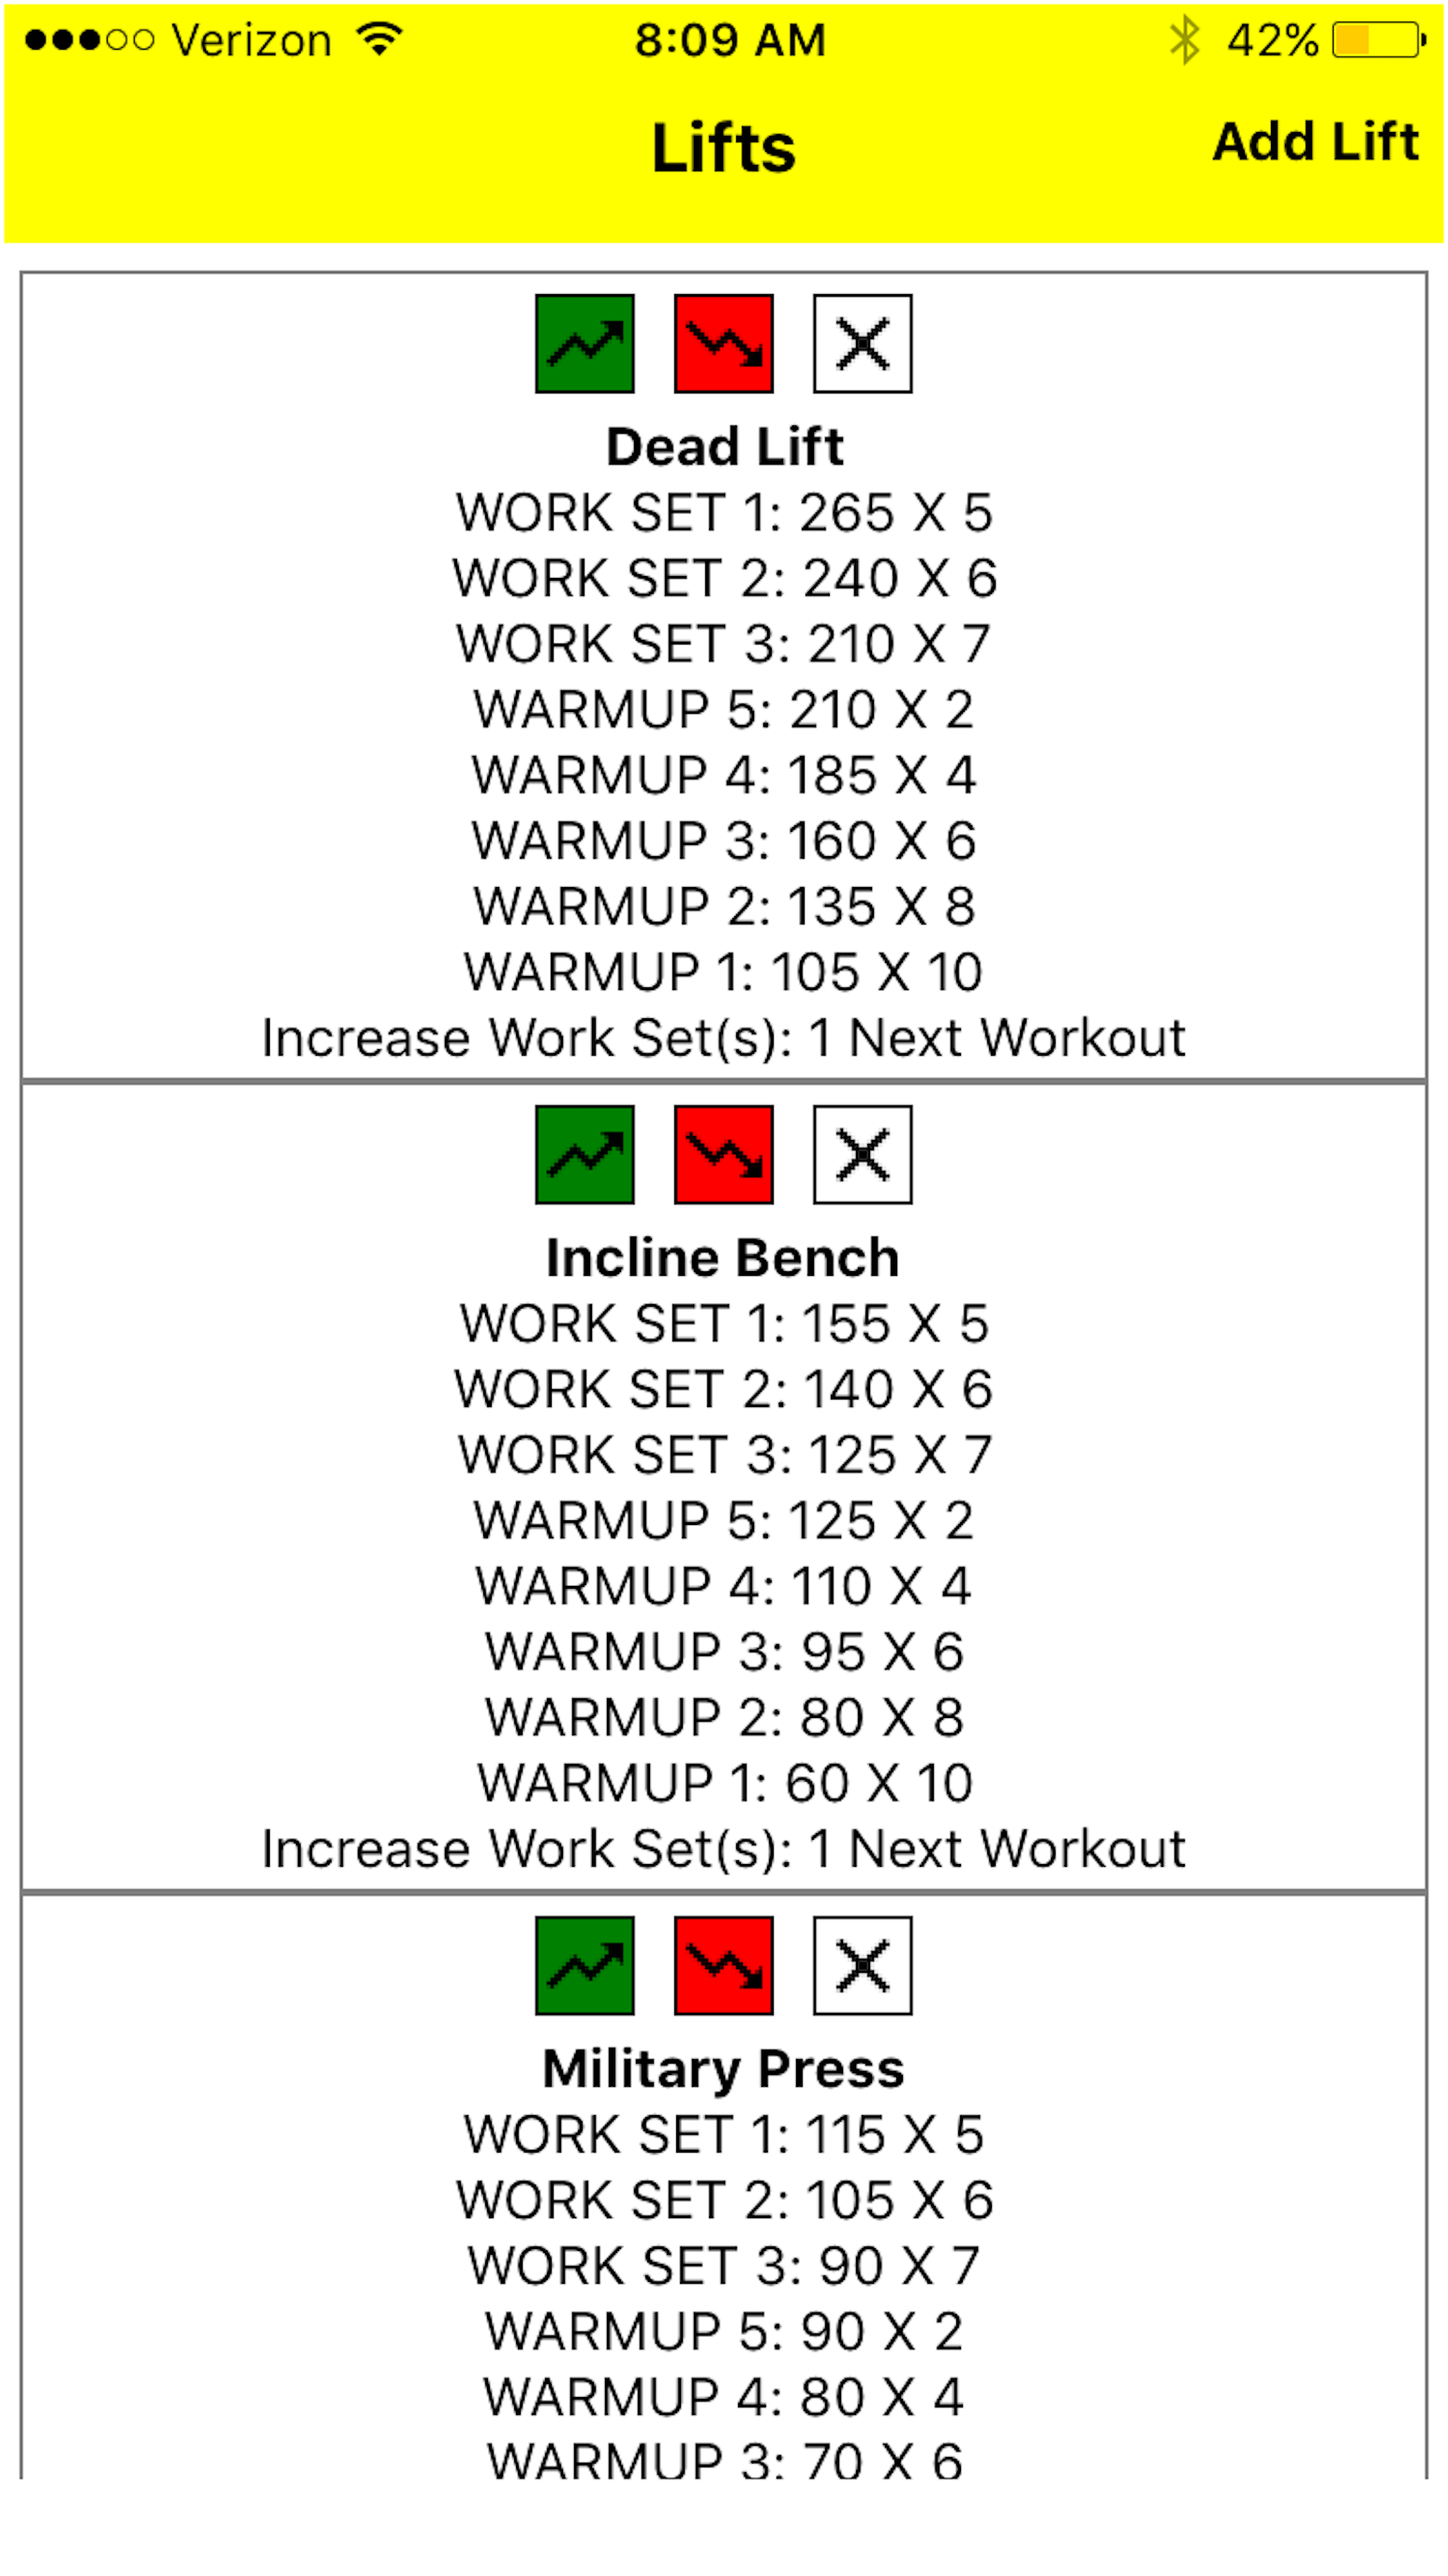 Verizon 8:09 AM 42%
Lifts Add Lift
Dead Lift
WORK SET 1: 265 X 5
WORK SET 2: 240 X 6
WORK SET 3: 210 X 7
WARMUP 5: 210 X 2
WARMUP 4: 185 X 4
WARMUP 3: 160 X 6
WARMUP 2: 135 X 8
WARMUP 1: 105 X 10
Increase Work Set(s): 1 Next Workout
Incline Bench
WORK SET 1: 155 X 5
WORK SET 2: 140 X 6
WORK SET 3: 125 X 7
WARMUP 5: 125 X 2
WARMUP 4: 110 X 4
WARMUP 3: 95 X 6
WARMUP 2: 80 X 8
WARMUP 1: 60 X 10
Increase Work Set(s): 1 Next Workout
Military Press
WORK SET 1: 115 X 5
WORK SET 2: 105 X 6
WORK SET 3: 90 X 7
WARMUP 5: 90 X 2
WARMUP 4: 80 X 4
WARMUP 3: 70 X 6